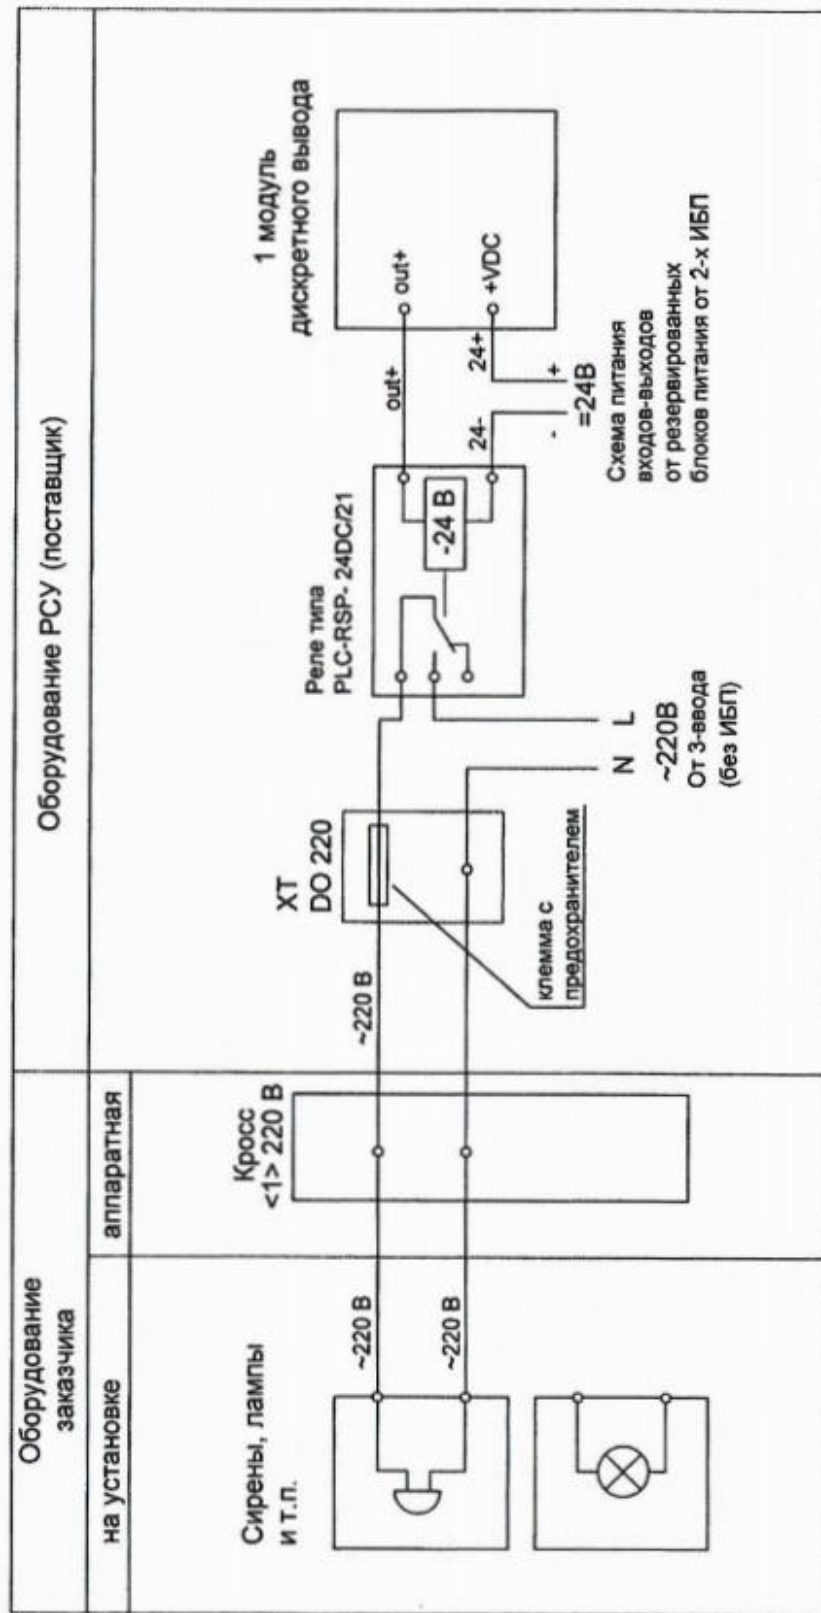 Оборудование
заказчика
Оборудование РСУ (поставщик)
на установке
аппаратная
Сирены, лампы
и т.п.
~220 В
~220 В
Кросс
<1> 220 В
~220 В
ХТ
DO 220
клемма с
предохранителем
Реле типа
PLC-RSP- 24DC/21
-24 В
N
L
~220В
От 3-ввода
(без ИБП)
out+
24-
24+
-
+
=24В
1 модуль
дискретного вывода
out+
+VDC
Схема питания
входов-выходов
от резервированных
блоков питания от 2-х ИБП